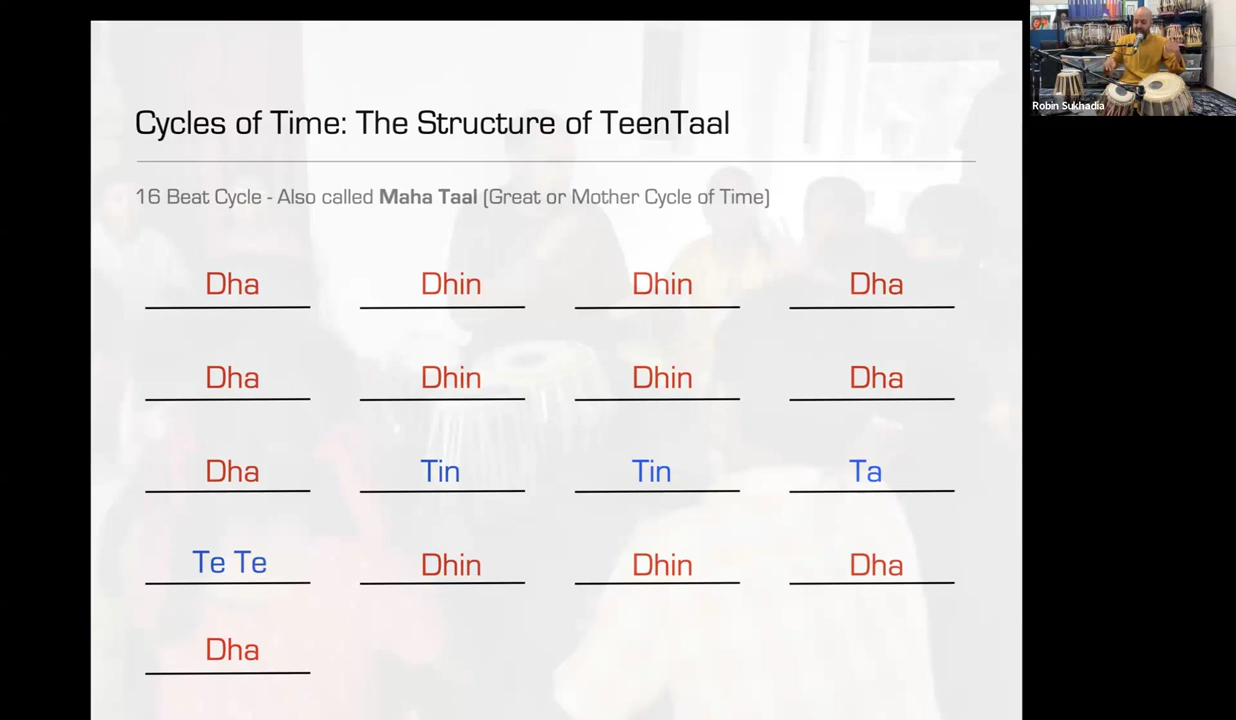 Cycles of Time: The Structure of TeenTaal
Robin Sukhadia
16 Beat Cycle - Also called Maha Taal (Great or Mother Cycle of Time)
Dha Dhin Dhin Dha
Dha Dhin Dhin Dha
Dha Tin Tin Ta
Te Te Dhin Dhin Dha
Dha